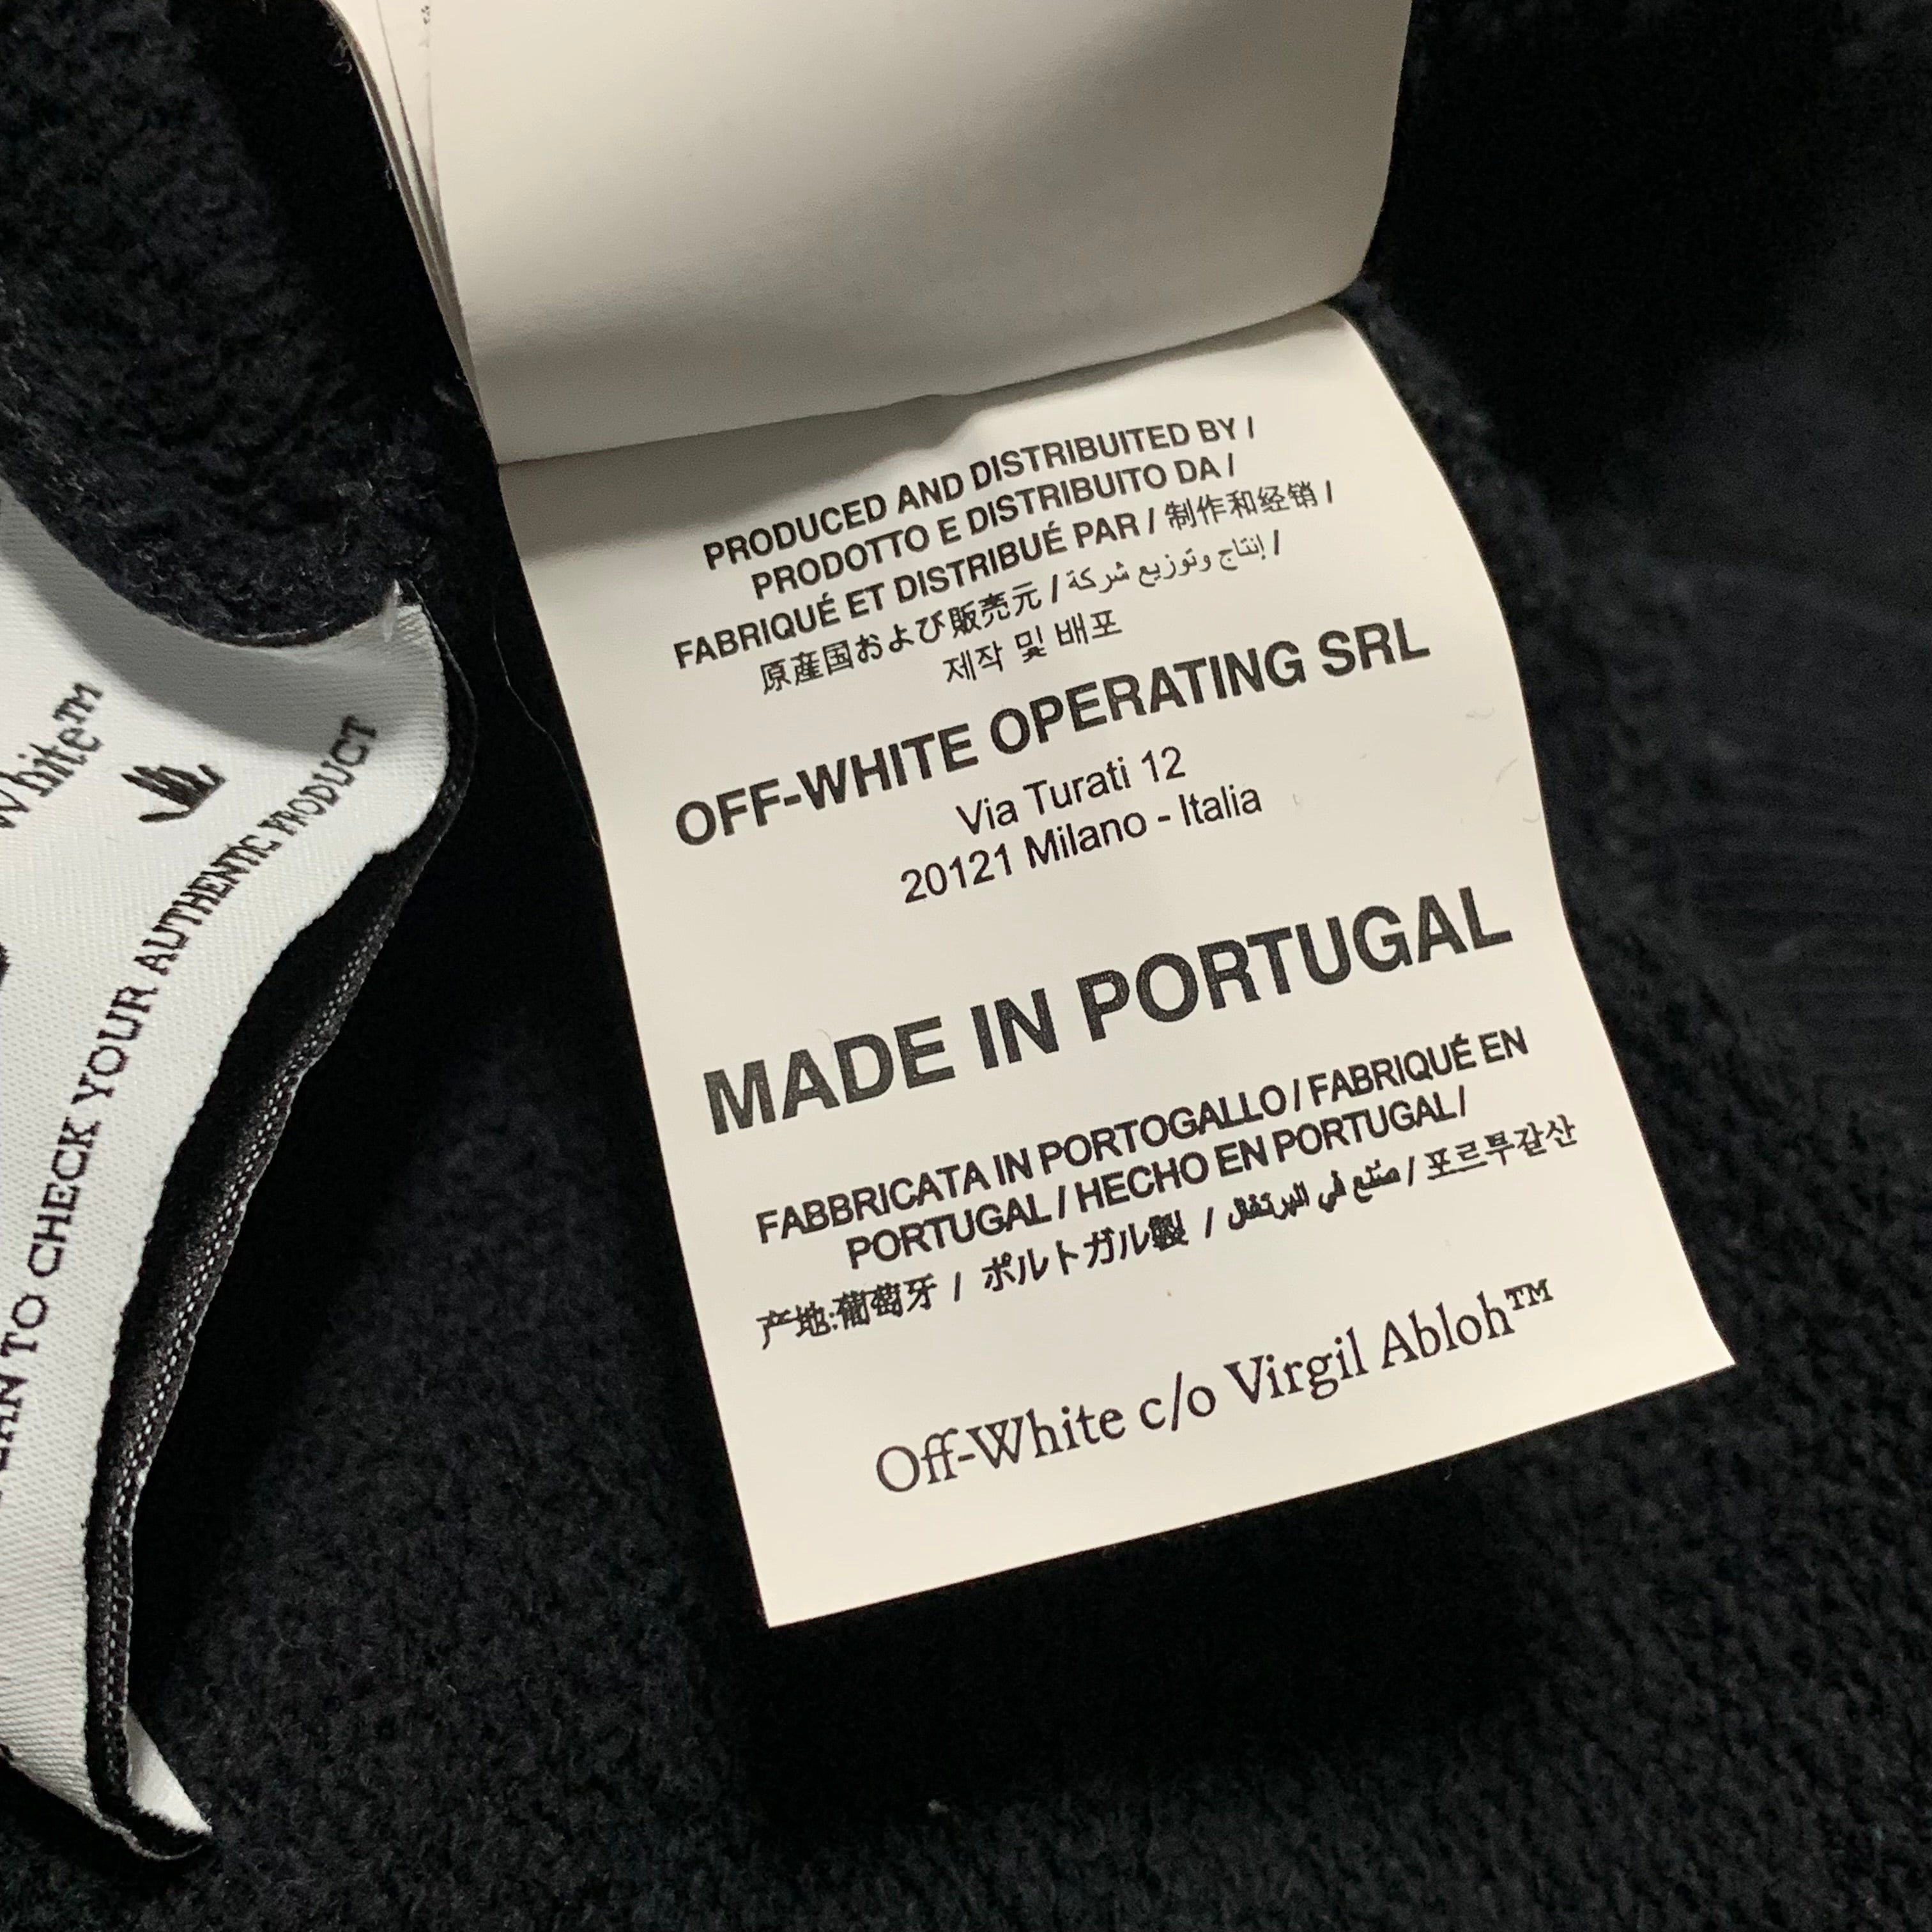 PRODUCED AND DISTRIBUITED BY /
PRODOTTO E DISTRIBUITO DA /
FABRIQUÉ ET DISTRIBUÉ PAR / 制作和经销 /
原産国および販売元 / إنتاج وتوزيع شركة /
제작 및 배포
OFF-WHITE OPERATING SRL
Via Turati 12
20121 Milano - Italia
MADE IN PORTUGAL
FABBRICATA IN PORTOGALLO / FABRIQUÉ EN
PORTUGAL / HECHO EN PORTUGAL /
产地:葡萄牙 / ポルトガル製 / صنع في البرتغال / 포르투갈산
Off-White c/o Virgil Abloh™
White™
TO CHECK YOUR AUTHENTIC PRODUCT